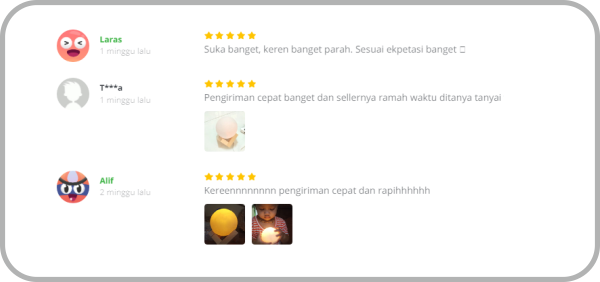 Laras
1 minggu lalu
Suka banget, keren banget parah. Sesuai ekpetasi banget
T***a
1 minggu lalu
Pengiriman cepat banget dan sellernya ramah waktu ditanya tanyai
Alif
2 minggu lalu
Kereennnnnnnn pengiriman cepat dan rapihhhhhh